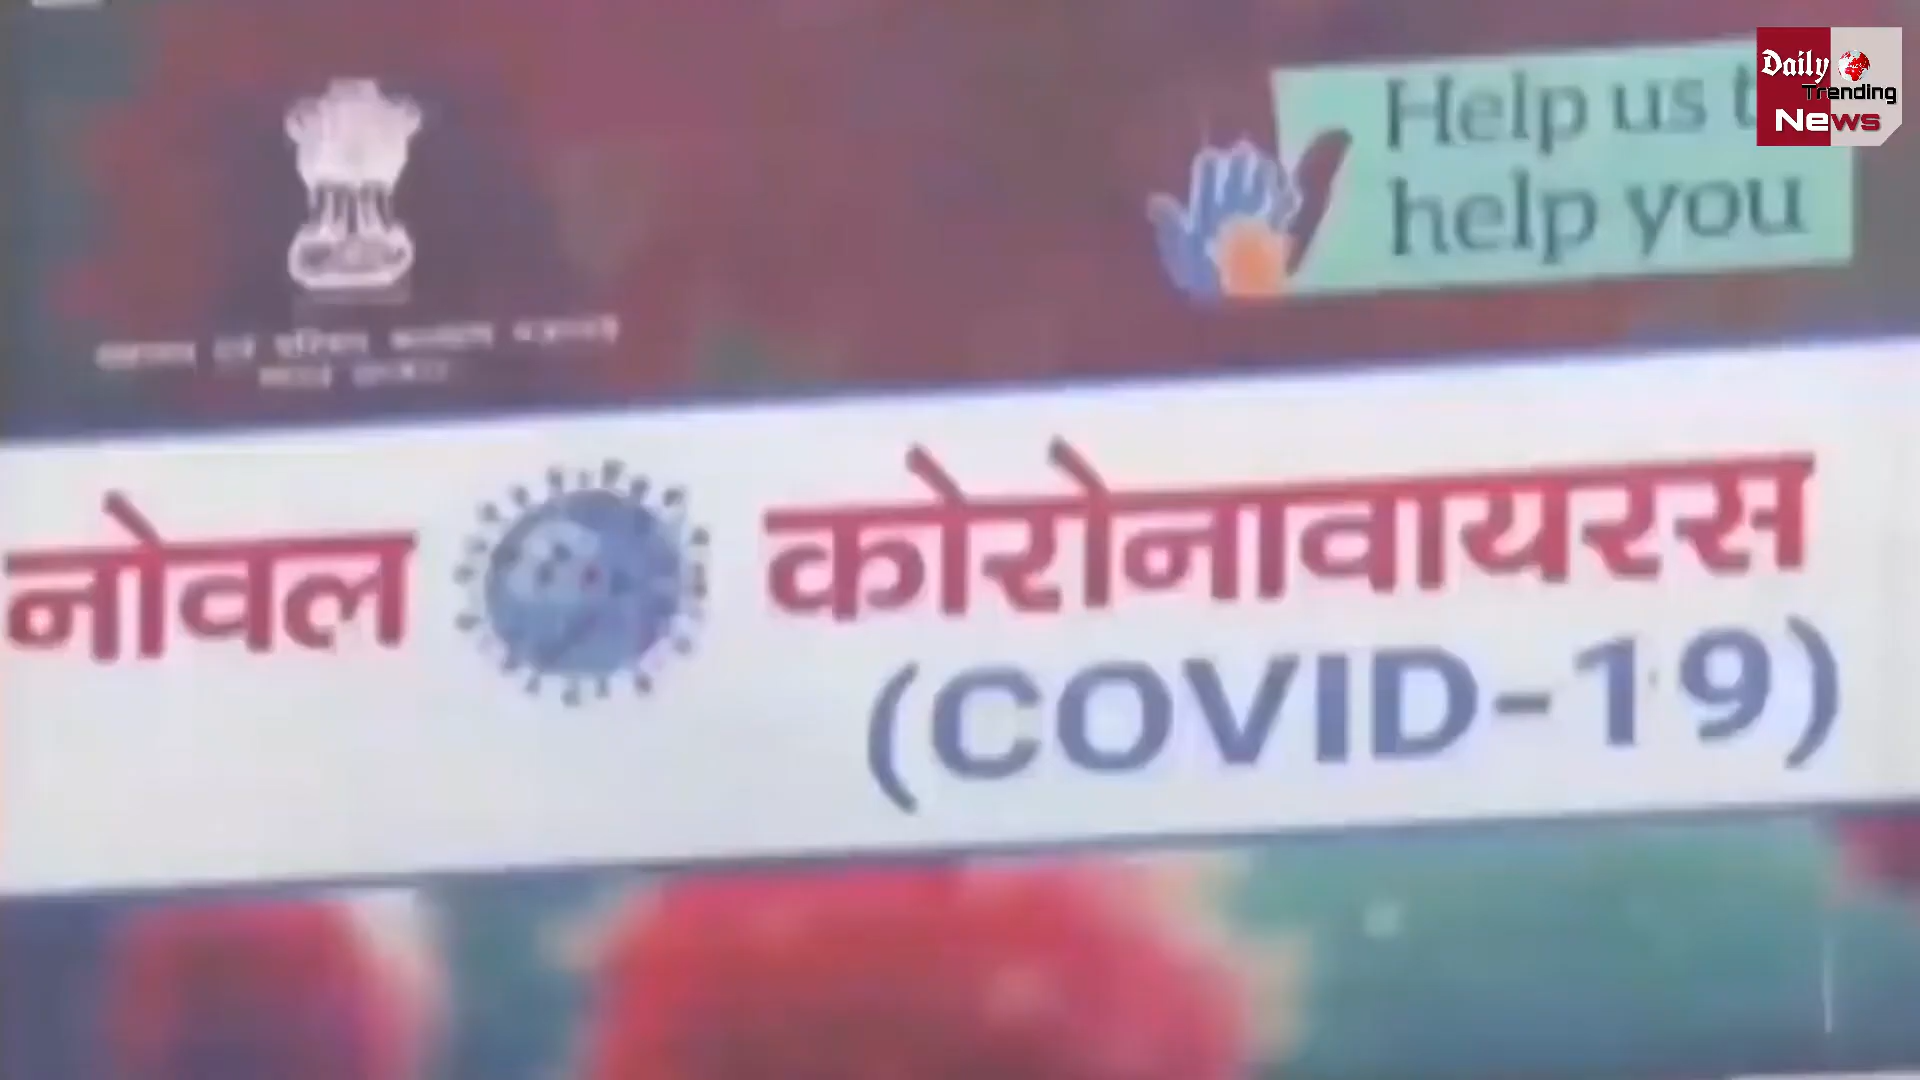 Daily
Trending
News
Help us t
help you
नोवल कोरोनावायरस
(COVID-19)